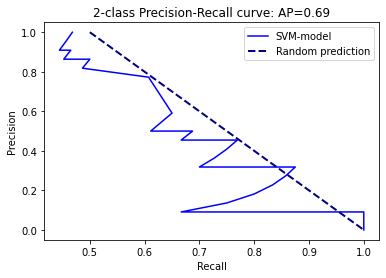 2-class Precision-Recall curve: AP=0.69
SVM-model
Random prediction
Precision
1.0
0.8
0.6
0.4
0.2
0.0
0.5 0.6 0.7 0.8 0.9 1.0
Recall